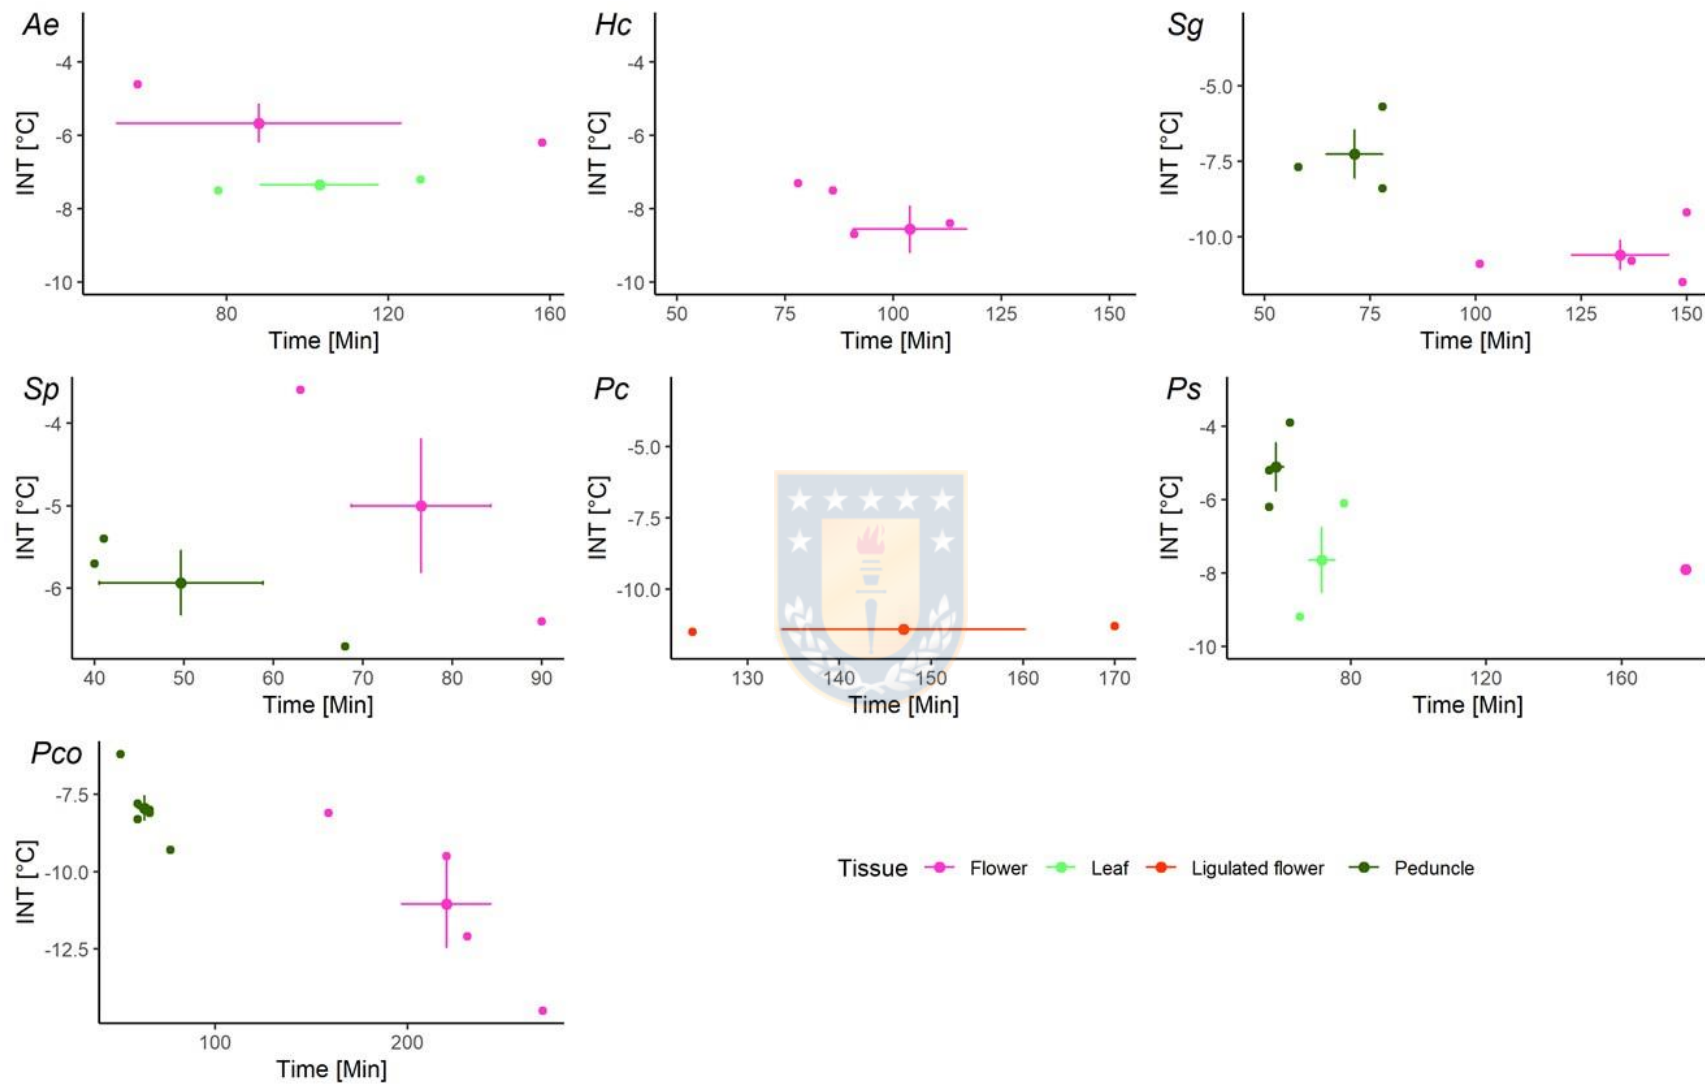 Ae
-4
-6
-8
-10
INT [°C]
80 120 160
Time [Min]
Hc
-4
-6
-8
-10
INT [°C]
50 75 100 125 150
Time [Min]
Sg
-5.0
-7.5
-10.0
INT [°C]
50 75 100 125 150
Time [Min]
Sp
-4
-5
-6
INT [°C]
40 50 60 70 80 90
Time [Min]
Pc
-5.0
-7.5
-10.0
INT [°C]
130 140 150 160 170
Time [Min]
Ps
-4
-6
-8
-10
INT [°C]
80 120 160
Time [Min]
Pco
-7.5
-10.0
-12.5
INT [°C]
100 200
Time [Min]
Tissue Flower Leaf Ligulated flower Peduncle